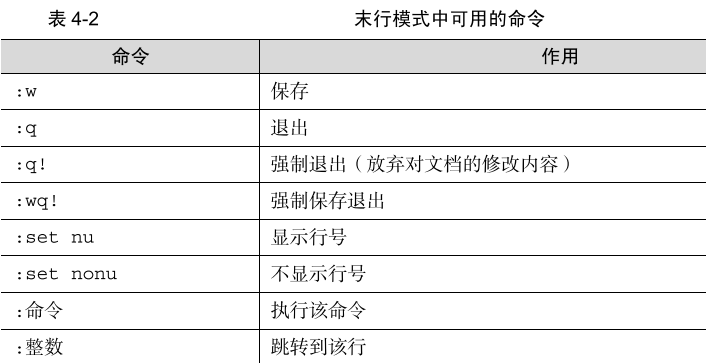 表 4-2 末行模式中可用的命令
命令 作用
:w 保存
:q 退出
:q! 强制退出（放弃对文档的修改内容）
:wq! 强制保存退出
:set nu 显示行号
:set nonu 不显示行号
:命令 执行该命令
:整数 跳转到该行